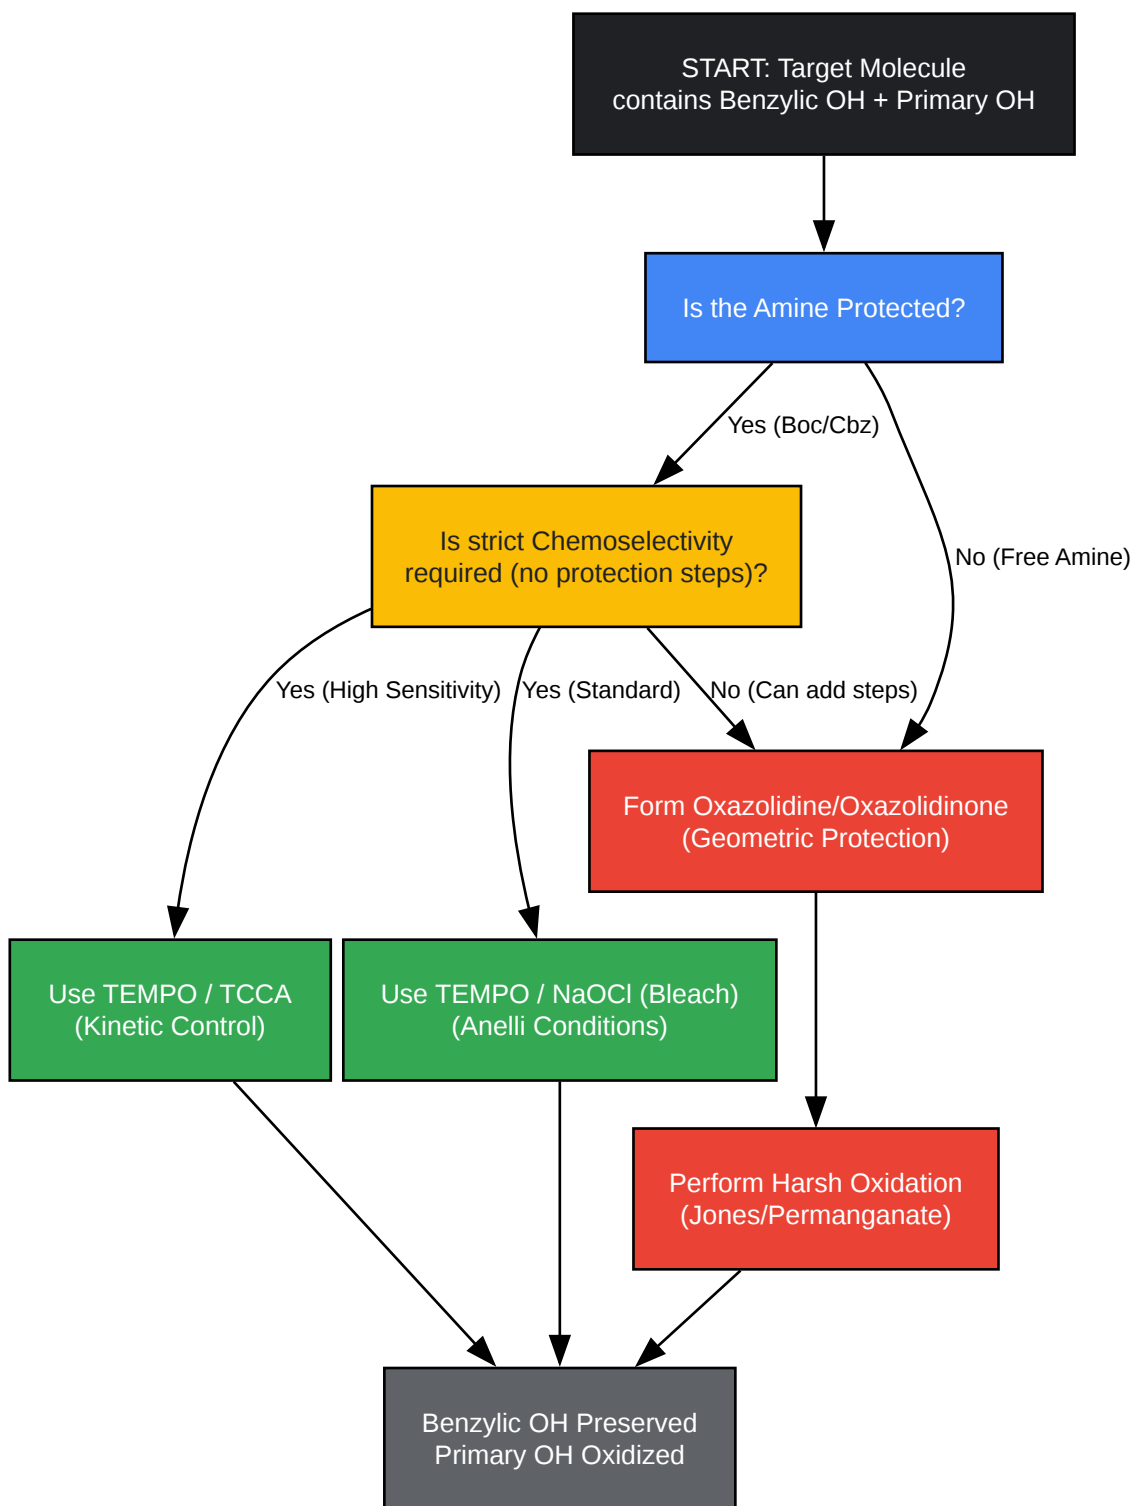 START: Target Molecule
contains Benzylic OH + Primary OH
Is the Amine Protected?
Yes (Boc/Cbz)
Is strict Chemoselectivity
required (no protection steps)?
No (Free Amine)
Yes (High Sensitivity)
Yes (Standard)
No (Can add steps)
Form Oxazolidine/Oxazolidinone
(Geometric Protection)
Use TEMPO / TCCA
(Kinetic Control)
Use TEMPO / NaOCl (Bleach)
(Anelli Conditions)
Perform Harsh Oxidation
(Jones/Permanganate)
Benzylic OH Preserved
Primary OH Oxidized